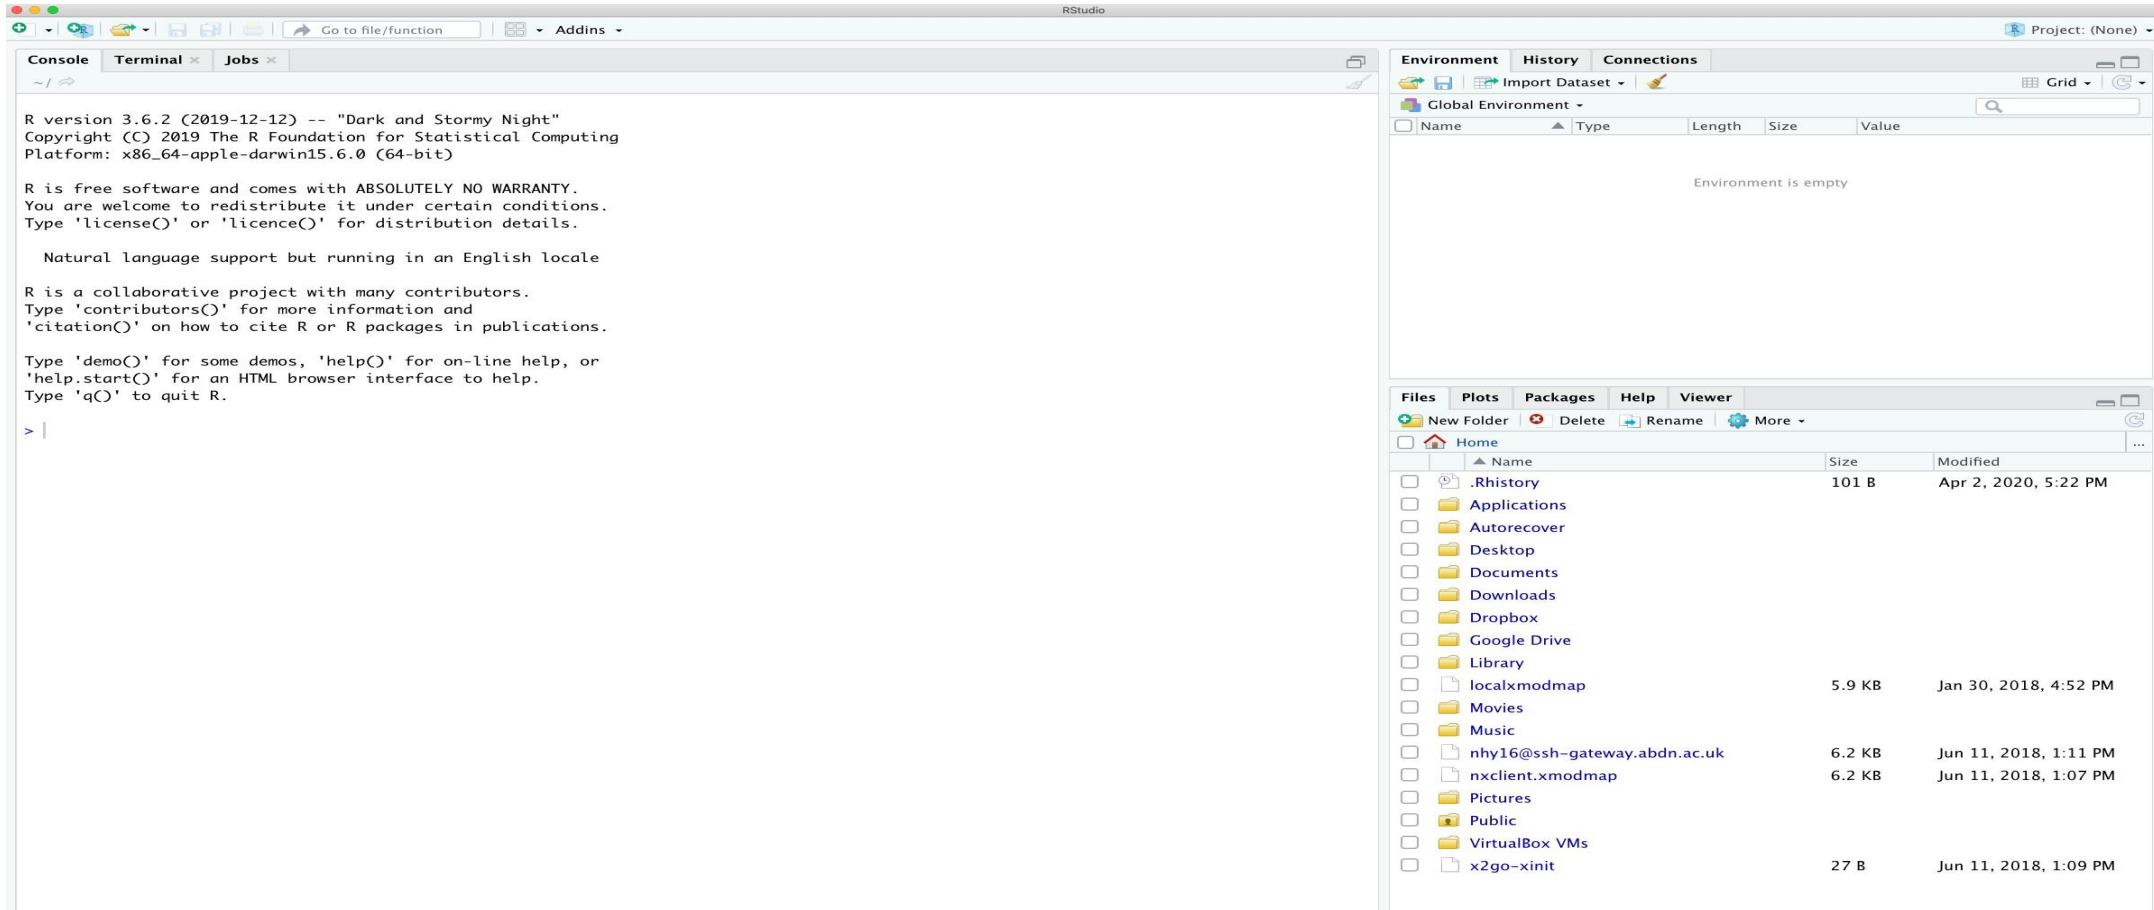 RStudio
Go to file/function Addins Project: (None)
Console Terminal Jobs
~/
R version 3.6.2 (2019-12-12) -- "Dark and Stormy Night"
Copyright (C) 2019 The R Foundation for Statistical Computing
Platform: x86_64-apple-darwin15.6.0 (64-bit)
R is free software and comes with ABSOLUTELY NO WARRANTY.
You are welcome to redistribute it under certain conditions.
Type 'license()' or 'licence()' for distribution details.
Natural language support but running in an English locale
R is a collaborative project with many contributors.
Type 'contributors()' for more information and
'citation()' on how to cite R or R packages in publications.
Type 'demo()' for some demos, 'help()' for on-line help, or
'help.start()' for an HTML browser interface to help.
Type 'q()' to quit R.
>
Environment History Connections
Import Dataset Grid
Global Environment
Name Type Length Size Value
Environment is empty
Files Plots Packages Help Viewer
New Folder Delete Rename More
Home ...
Name Size Modified
.Rhistory 101 B Apr 2, 2020, 5:22 PM
Applications
Autorecover
Desktop
Documents
Downloads
Dropbox
Google Drive
Library
localxmodmap 5.9 KB Jan 30, 2018, 4:52 PM
Movies
Music
nhy16@ssh-gateway.abdn.ac.uk 6.2 KB Jun 11, 2018, 1:11 PM
nxclient.xmodmap 6.2 KB Jun 11, 2018, 1:07 PM
Pictures
Public
VirtualBox VMs
x2go-xinit 27 B Jun 11, 2018, 1:09 PM